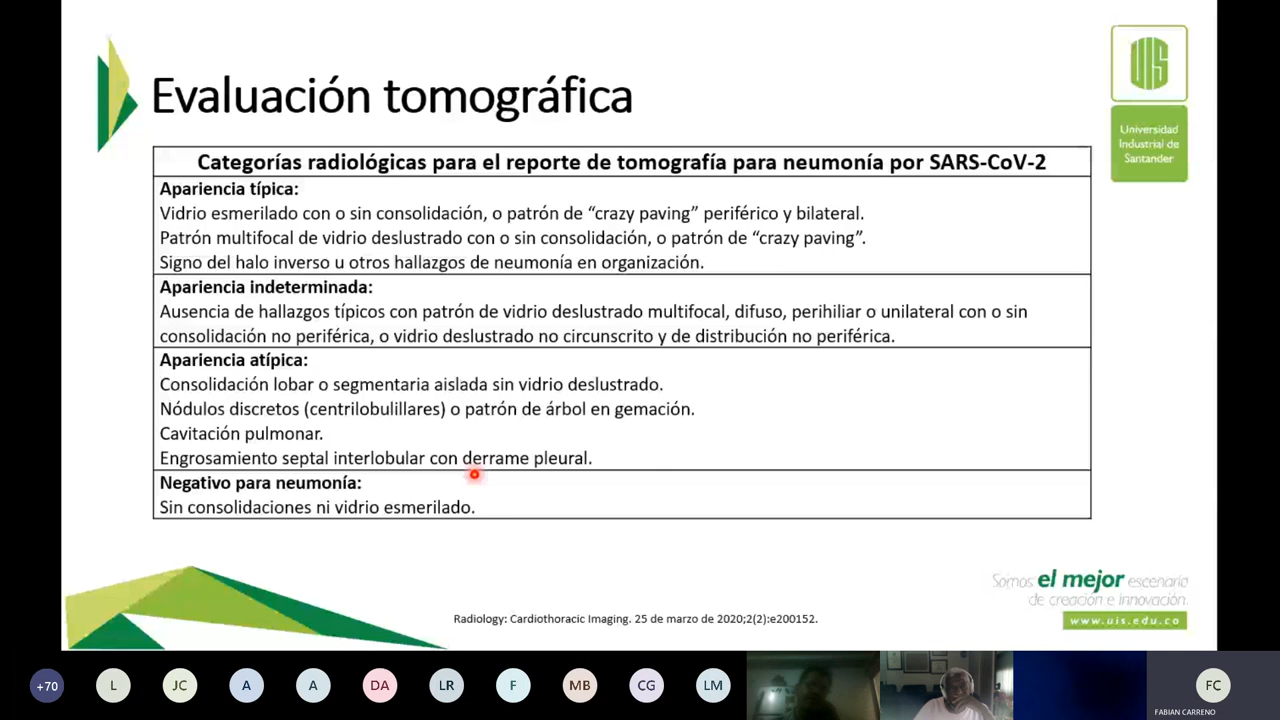 Evaluación tomográfica
UIS
Universidad
Industrial de
Santander
Categorías radiológicas para el reporte de tomografía para neumonía por SARS-CoV-2
Apariencia típica:
Vidrio esmerilado con o sin consolidación, o patrón de “crazy paving” periférico y bilateral.
Patrón multifocal de vidrio deslustrado con o sin consolidación, o patrón de “crazy paving”.
Signo del halo inverso u otros hallazgos de neumonía en organización.
Apariencia indeterminada:
Ausencia de hallazgos típicos con patrón de vidrio deslustrado multifocal, difuso, perihiliar o unilateral con o sin
consolidación no periférica, o vidrio deslustrado no circunscrito y de distribución no periférica.
Apariencia atípica:
Consolidación lobar o segmentaria aislada sin vidrio deslustrado.
Nódulos discretos (centrilobulillares) o patrón de árbol en gemación.
Cavitación pulmonar.
Engrosamiento septal interlobular con derrame pleural.
Negativo para neumonía:
Sin consolidaciones ni vidrio esmerilado.
Somos el mejor escenario
de creación e innovación.
www.uis.edu.co
Radiology: Cardiothoracic Imaging. 25 de marzo de 2020;2(2):e200152.
+70 L JC A A DA LR F MB CG LM FC
FABIAN CARRENO